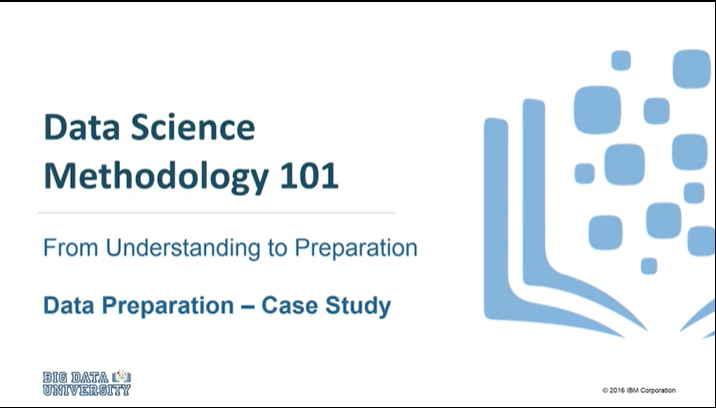 Data Science
Methodology 101
From Understanding to Preparation
Data Preparation – Case Study
BIG DATA
UNIVERSITY
© 2016 IBM Corporation